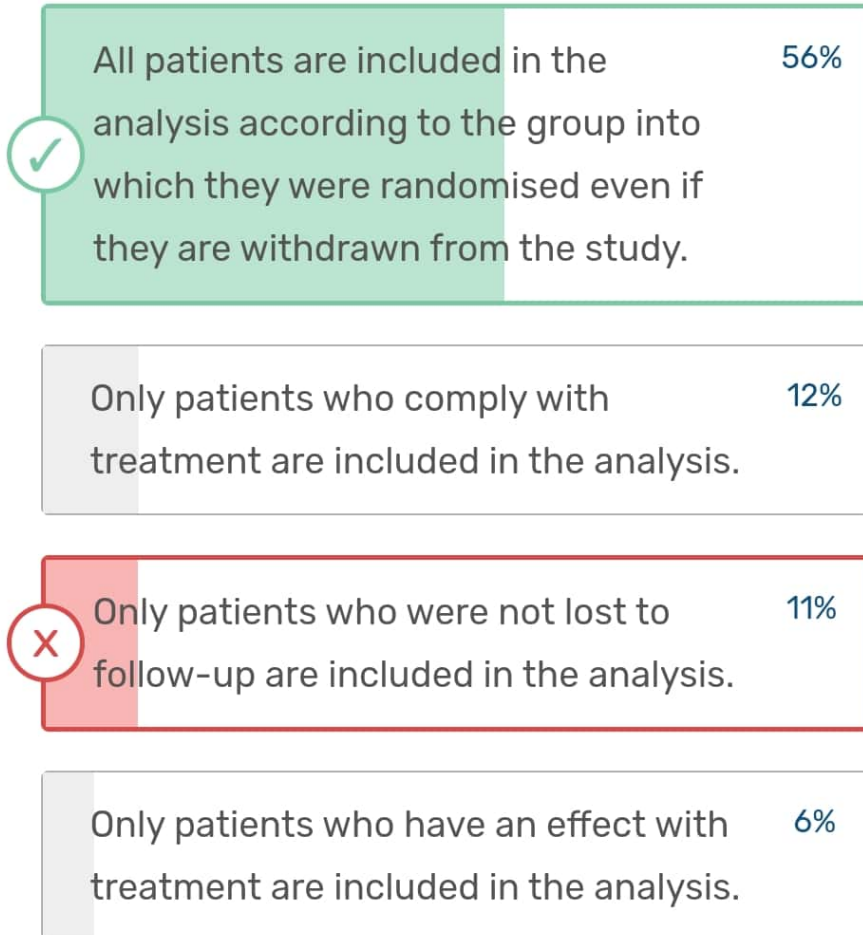 All patients are included in the 56%
analysis according to the group into
which they were randomised even if
they are withdrawn from the study.
Only patients who comply with 12%
treatment are included in the analysis.
Only patients who were not lost to 11%
follow-up are included in the analysis.
Only patients who have an effect with 6%
treatment are included in the analysis.